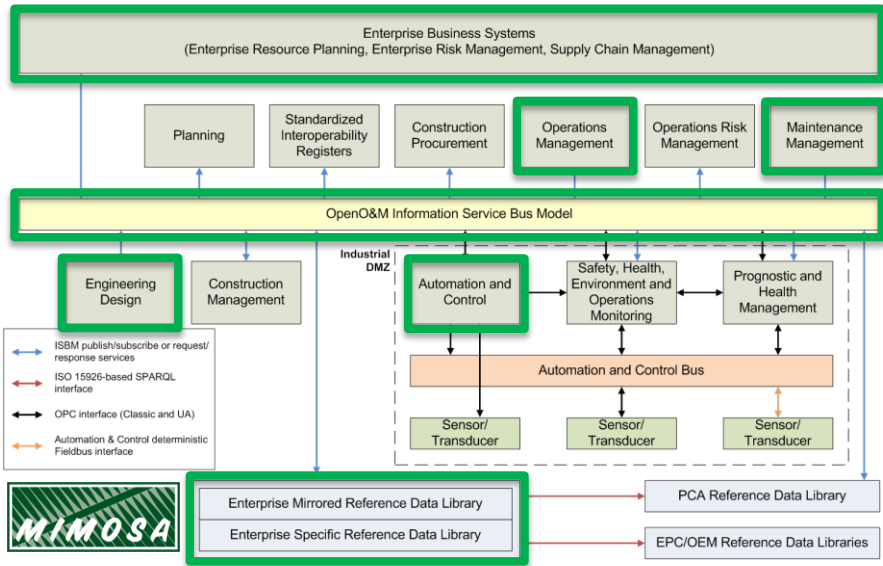 Enterprise Business Systems
(Enterprise Resource Planning, Enterprise Risk Management, Supply Chain Management)
Planning
Standardized
Interoperability
Registers
Construction
Procurement
Operations
Management
Operations Risk
Management
Maintenance
Management
OpenO&M Information Service Bus Model
Industrial
DMZ
Engineering
Design
Construction
Management
Automation and
Control
Safety, Health,
Environment and
Operations
Monitoring
Prognostic and
Health
Management
ISBM publish/subscribe or request/
response services
ISO 15926-based SPARQL
interface
OPC interface (Classic and UA)
Automation & Control deterministic
Fieldbus interface
Automation and Control Bus
Sensor/
Transducer
Sensor/
Transducer
Sensor/
Transducer
MIMOSA
Enterprise Mirrored Reference Data Library
Enterprise Specific Reference Data Library
PCA Reference Data Library
EPC/OEM Reference Data Libraries